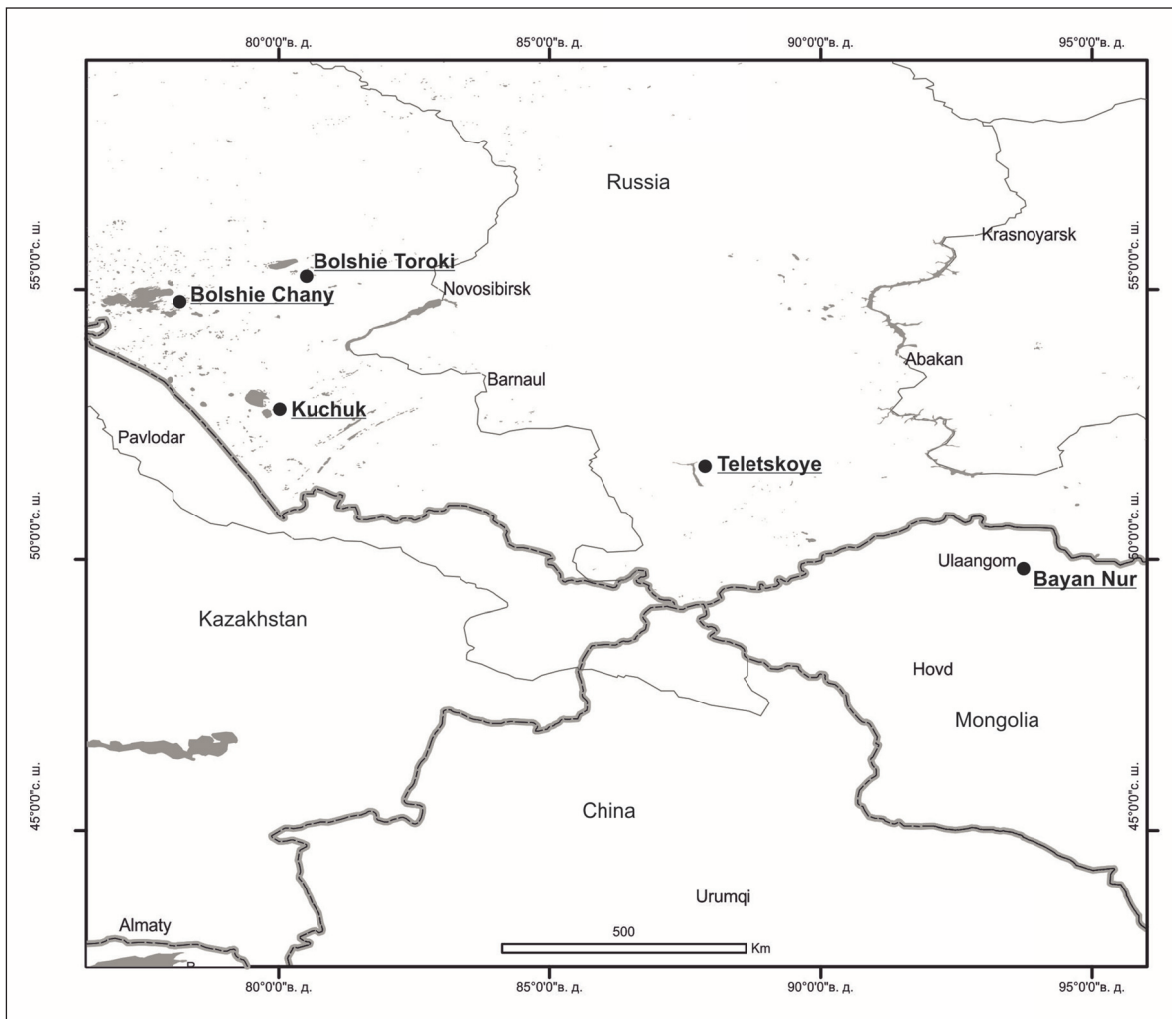 80°0'0"в. д.
85°0'0"в. д.
90°0'0"в. д.
95°0'0"в. д.
Russia
Krasnoyarsk
55°0'0"с. ш.
55°0'0"с. ш.
Bolshie Toroki
Novosibirsk
Bolshie Chany
Abakan
Barnaul
Kuchuk
Pavlodar
Teletskoye
50°0'0"с. ш.
50°0'0"с. ш.
Ulaangom
Bayan Nur
Kazakhstan
Hovd
Mongolia
45°0'0"с. ш.
45°0'0"с. ш.
China
Urumqi
Almaty
500
Km
80°0'0"в. д.
85°0'0"в. д.
90°0'0"в. д.
95°0'0"в. д.